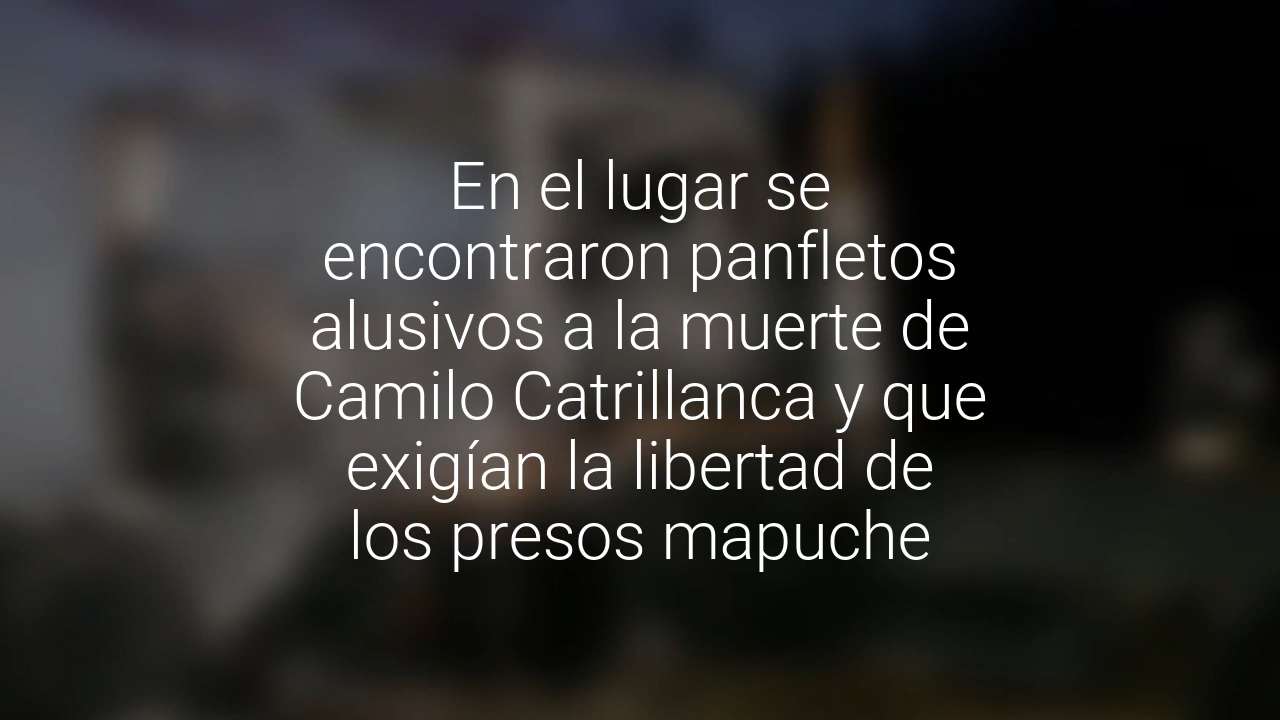 En el lugar se
encontraron panfletos
alusivos a la muerte de
Camilo Catrillanca y que
exigían la libertad de
los presos mapuche